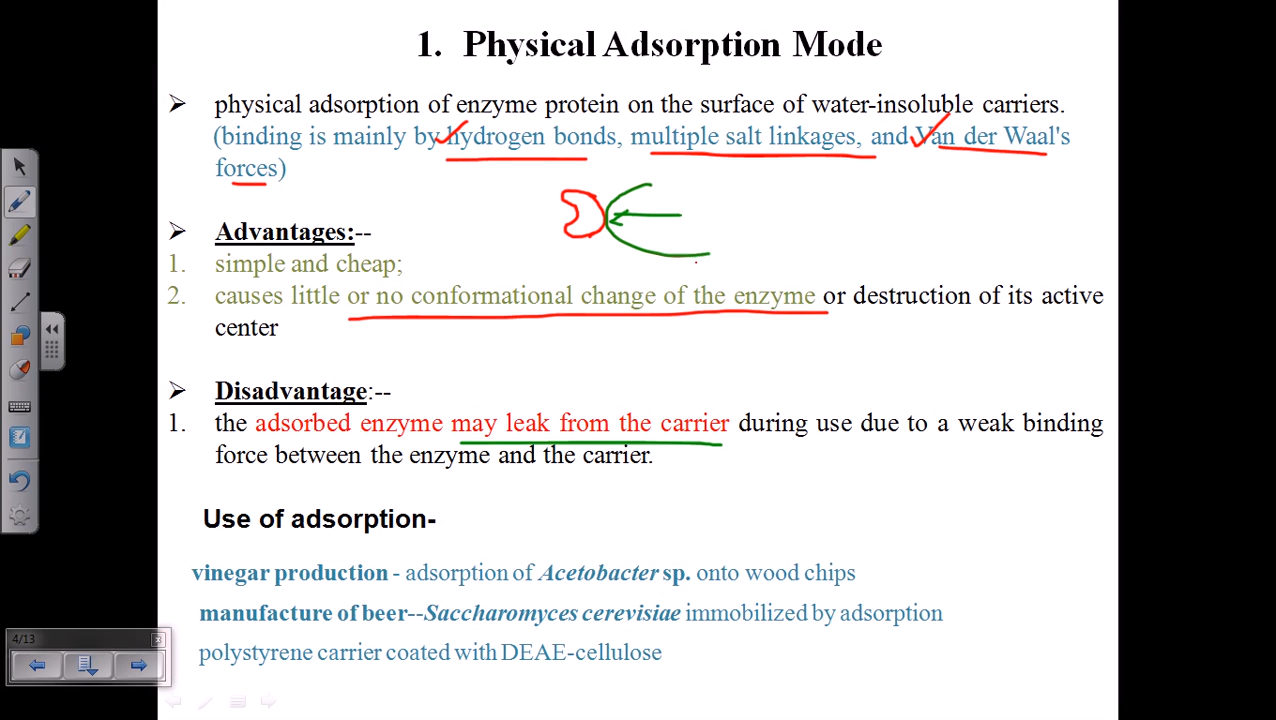 1. Physical Adsorption Mode
➢ physical adsorption of enzyme protein on the surface of water-insoluble carriers.
(binding is mainly by hydrogen bonds, multiple salt linkages, and Van der Waal's
forces)
➢ Advantages:--
1. simple and cheap;
2. causes little or no conformational change of the enzyme or destruction of its active
center
➢ Disadvantage:--
1. the adsorbed enzyme may leak from the carrier during use due to a weak binding
force between the enzyme and the carrier.
Use of adsorption-
vinegar production - adsorption of Acetobacter sp. onto wood chips
manufacture of beer--Saccharomyces cerevisiae immobilized by adsorption
polystyrene carrier coated with DEAE-cellulose
4/13